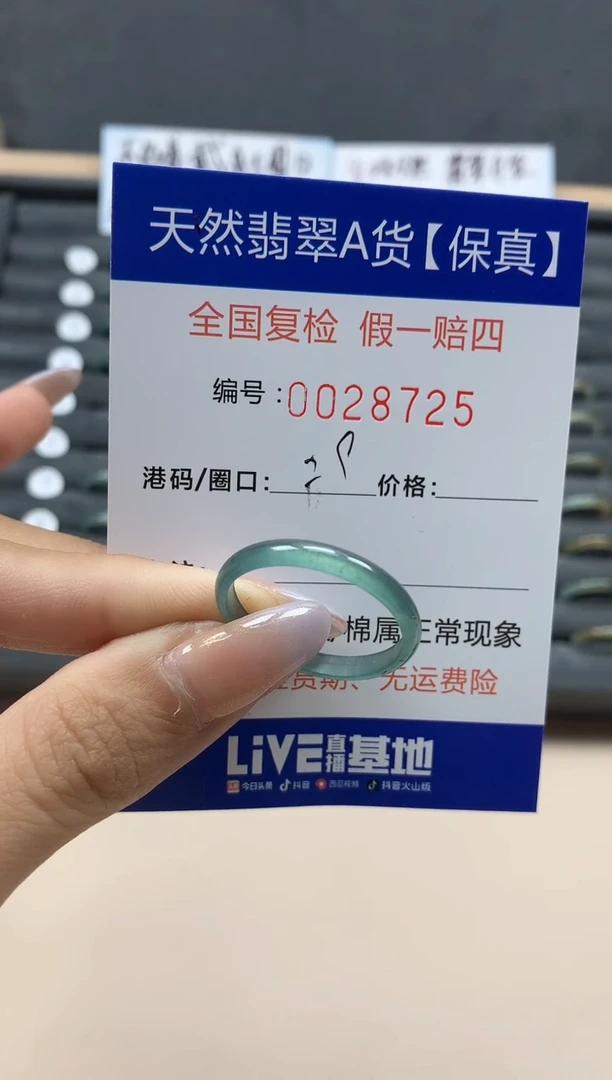 天然翡翠A货【保真】
全国复检 假一赔四
编号:0028725
港码/圈口: 价格:
棉属正常现象
货期、无运费险
LiVE直播基地
今日头条 抖音 西瓜视频 抖音火山版